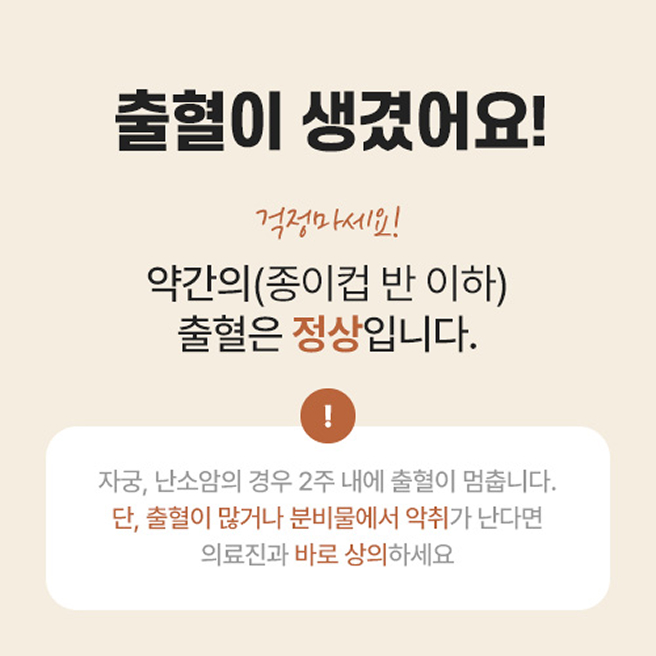 출혈이 생겼어요!
걱정마세요!
약간의(종이컵 반 이하)
출혈은 정상입니다.
!
자궁, 난소암의 경우 2주 내에 출혈이 멈춥니다.
단, 출혈이 많거나 분비물에서 악취가 난다면
의료진과 바로 상의하세요